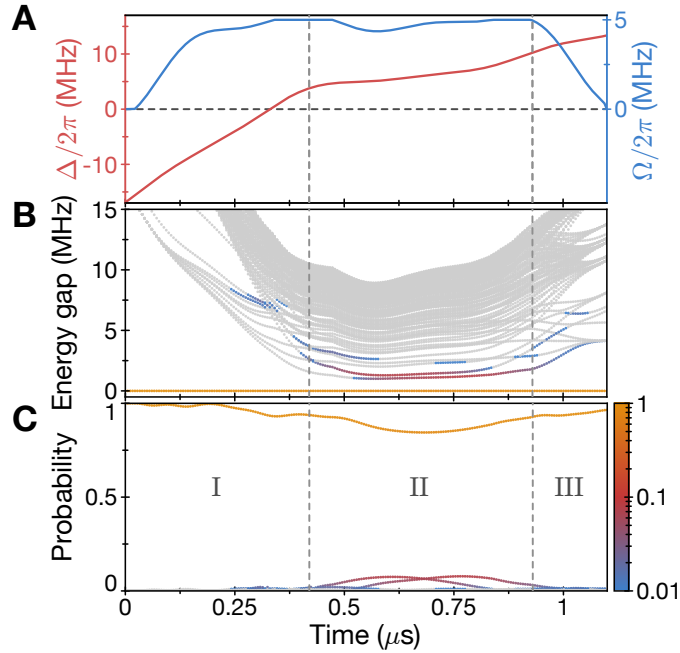 A
10
0
-10
Δ/2π (MHz)
5
0
Ω/2π (MHz)
B
15
10
5
0
Energy gap (MHz)
C
1
0.5
0
Probability
I
II
III
1
0.1
0.01
0
0.25
0.5
0.75
1
Time (μs)